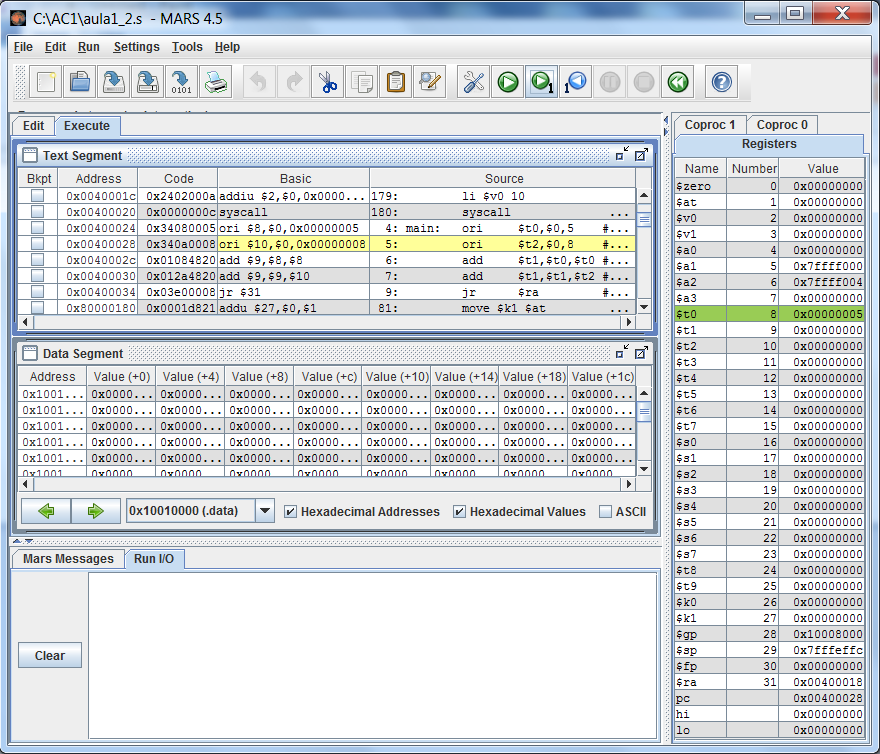 C:\AC1\aula1_2.s - MARS 4.5
File Edit Run Settings Tools Help
Edit Execute
Text Segment
Bkpt Address Code Basic Source
0x0040001c 0x2402000a addiu $2,$0,0x0000... 179: li $v0 10
0x00400020 0x0000000c syscall 180: syscall ...
0x00400024 0x34080005 ori $8,$0,0x00000005 4: main: ori $t0,$0,5 #...
0x00400028 0x340a0008 ori $10,$0,0x00000008 5: ori $t2,$0,8 #...
0x0040002c 0x01084820 add $9,$8,$8 6: add $t1,$t0,$t0 #...
0x00400030 0x012a4820 add $9,$9,$10 7: add $t1,$t1,$t2 #...
0x00400034 0x03e00008 jr $31 9: jr $ra #...
0x80000180 0x0001d821 addu $27,$0,$1 81: move $k1 $at ...
Data Segment
Address Value (+0) Value (+4) Value (+8) Value (+c) Value (+10) Value (+14) Value (+18) Value (+1c)
0x1001... 0x0000... 0x0000... 0x0000... 0x0000... 0x0000... 0x0000... 0x0000... 0x0000...
0x1001... 0x0000... 0x0000... 0x0000... 0x0000... 0x0000... 0x0000... 0x0000... 0x0000...
0x1001... 0x0000... 0x0000... 0x0000... 0x0000... 0x0000... 0x0000... 0x0000... 0x0000...
0x1001... 0x0000... 0x0000... 0x0000... 0x0000... 0x0000... 0x0000... 0x0000... 0x0000...
0x1001... 0x0000... 0x0000... 0x0000... 0x0000... 0x0000... 0x0000... 0x0000... 0x0000...
0x1001... 0x0000... 0x0000... 0x0000... 0x0000... 0x0000... 0x0000... 0x0000... 0x0000...
0x10010000 (.data) Hexadecimal Addresses Hexadecimal Values ASCII
Mars Messages Run I/O
Clear
Coproc 1 Coproc 0
Registers
Name Number Value
$zero 0 0x00000000
$at 1 0x00000000
$v0 2 0x00000000
$v1 3 0x00000000
$a0 4 0x00000000
$a1 5 0x7ffff000
$a2 6 0x7ffff004
$a3 7 0x00000000
$t0 8 0x00000005
$t1 9 0x00000000
$t2 10 0x00000000
$t3 11 0x00000000
$t4 12 0x00000000
$t5 13 0x00000000
$t6 14 0x00000000
$t7 15 0x00000000
$s0 16 0x00000000
$s1 17 0x00000000
$s2 18 0x00000000
$s3 19 0x00000000
$s4 20 0x00000000
$s5 21 0x00000000
$s6 22 0x00000000
$s7 23 0x00000000
$t8 24 0x00000000
$t9 25 0x00000000
$k0 26 0x00000000
$k1 27 0x00000000
$gp 28 0x10008000
$sp 29 0x7fffeffc
$fp 30 0x00000000
$ra 31 0x00400018
pc 0x00400028
hi 0x00000000
lo 0x00000000